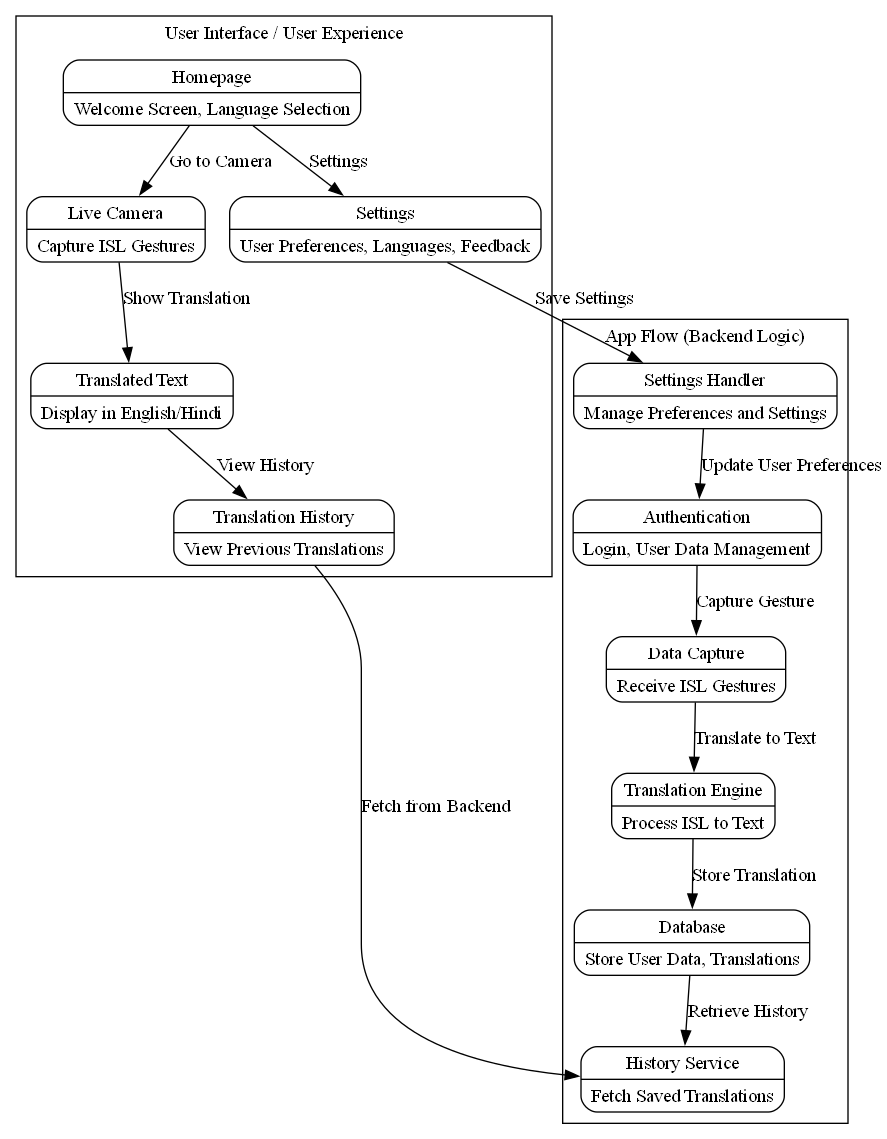 User Interface / User Experience
Homepage
Welcome Screen, Language Selection
Go to Camera
Settings
Live Camera
Capture ISL Gestures
Settings
User Preferences, Languages, Feedback
Show Translation
Save Settings
Translated Text
Display in English/Hindi
View History
Translation History
View Previous Translations
Fetch from Backend
App Flow (Backend Logic)
Settings Handler
Manage Preferences and Settings
Update User Preferences
Authentication
Login, User Data Management
Capture Gesture
Data Capture
Receive ISL Gestures
Translate to Text
Translation Engine
Process ISL to Text
Store Translation
Database
Store User Data, Translations
Retrieve History
History Service
Fetch Saved Translations